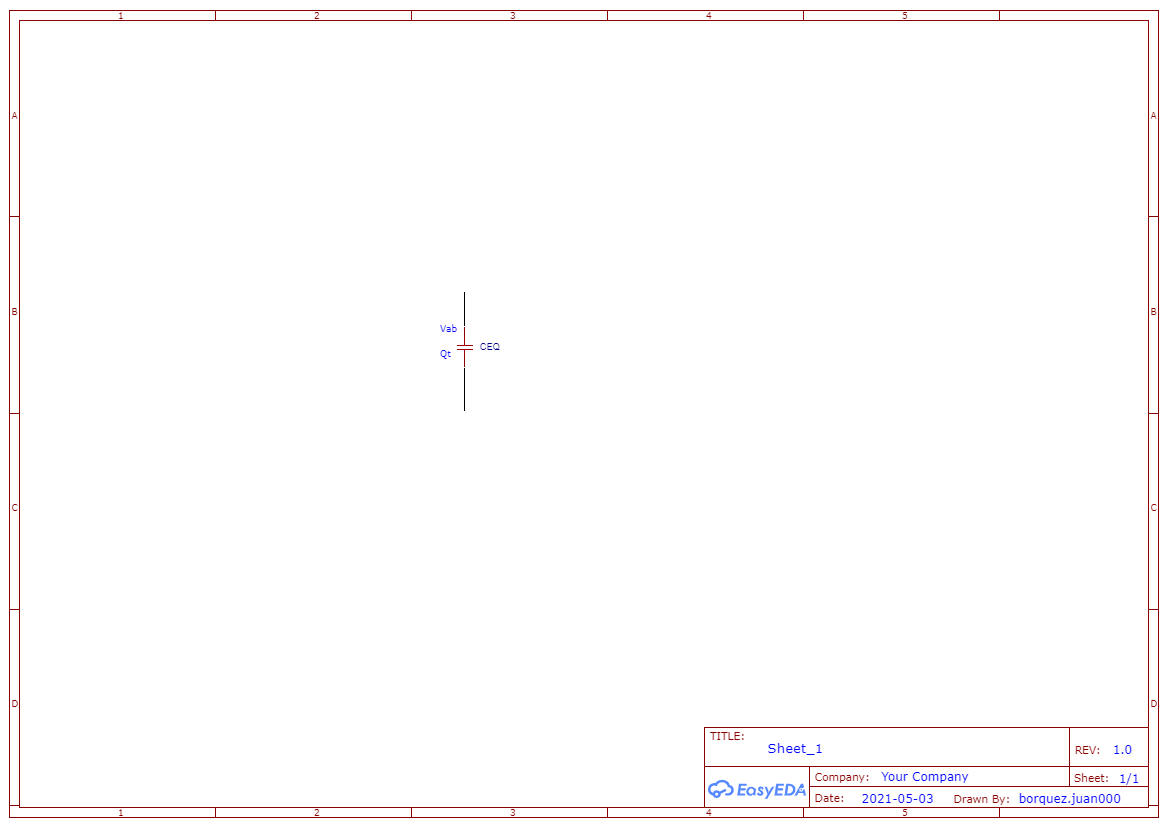 1 2 3 4 5
A A
B B
Vab
CEQ
Qt
C C
D D
TITLE:
Sheet_1
REV: 1.0
Company: Your Company
Sheet: 1/1
EasyEDA
Date: 2021-05-03 Drawn By: borquez.juan000
1 2 3 4 5